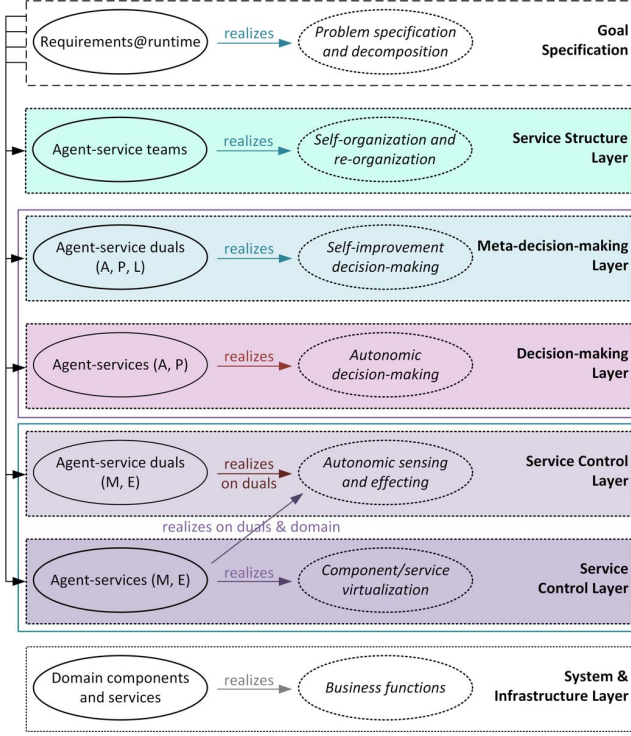 Requirements@runtime
realizes
Problem specification
and decomposition
Goal
Specification
Agent-service teams
realizes
Self-organization and
re-organization
Service Structure
Layer
Agent-service duals
(A, P, L)
realizes
Self-improvement
decision-making
Meta-decision-making
Layer
Agent-services (A, P)
realizes
Autonomic
decision-making
Decision-making
Layer
Agent-service duals
(M, E)
realizes
on duals
Autonomic sensing
and effecting
Service Control
Layer
realizes on duals & domain
Agent-services (M, E)
realizes
Component/service
virtualization
Service
Control Layer
Domain components
and services
realizes
Business functions
System &
Infrastructure Layer